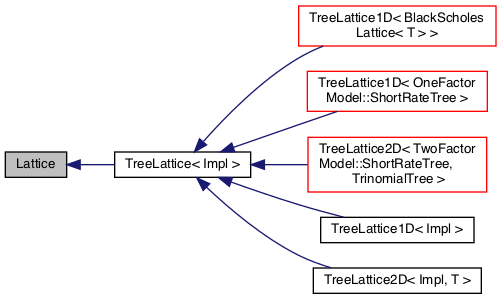 TreeLattice1D< BlackScholes
Lattice< T > >
TreeLattice1D< OneFactor
Model::ShortRateTree >
Lattice
TreeLattice< Impl >
TreeLattice2D< TwoFactor
Model::ShortRateTree,
TrinomialTree >
TreeLattice1D< Impl >
TreeLattice2D< Impl, T >